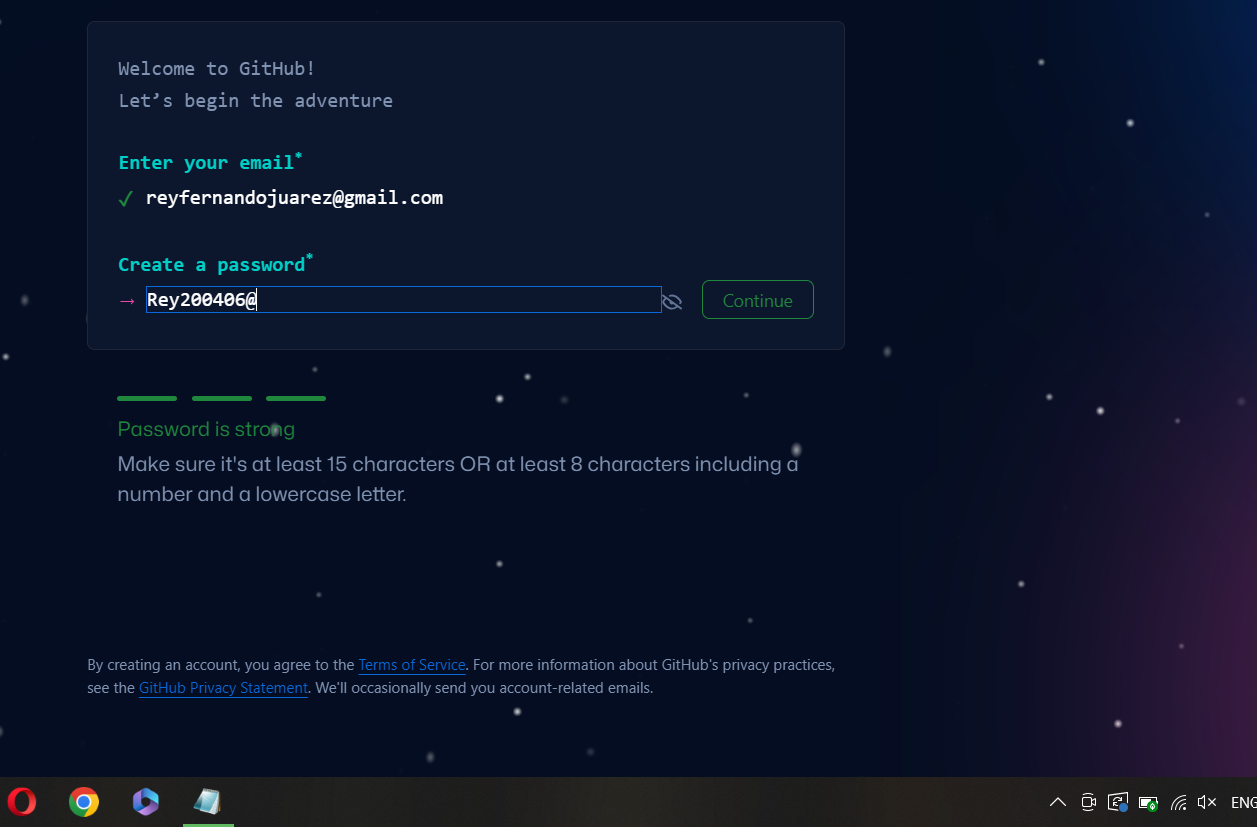 Welcome to GitHub!
Let’s begin the adventure
Enter your email*
✓ reyfernandojuarez@gmail.com
Create a password*
→ Rey200406@
Continue
Password is strong
Make sure it's at least 15 characters OR at least 8 characters including a
number and a lowercase letter.
By creating an account, you agree to the Terms of Service. For more information about GitHub's privacy practices,
see the GitHub Privacy Statement. We'll occasionally send you account-related emails.
ENG